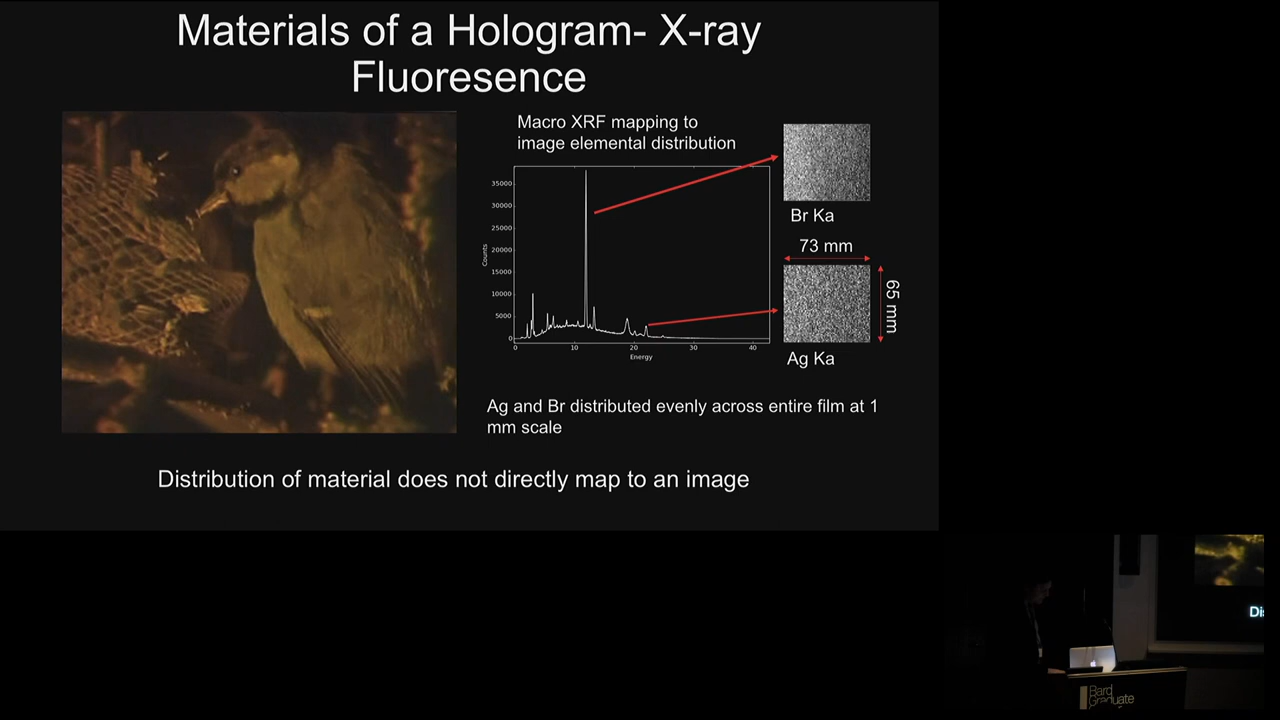 Materials of a Hologram- X-ray
Fluoresence
Macro XRF mapping to
image elemental distribution
Br Ka
73 mm
65 mm
Ag Ka
35000
30000
25000
20000
15000
10000
5000
0
Counts
0 10 20 30 40
Energy
Ag and Br distributed evenly across entire film at 1
mm scale
Distribution of material does not directly map to an image
Bard
Graduate